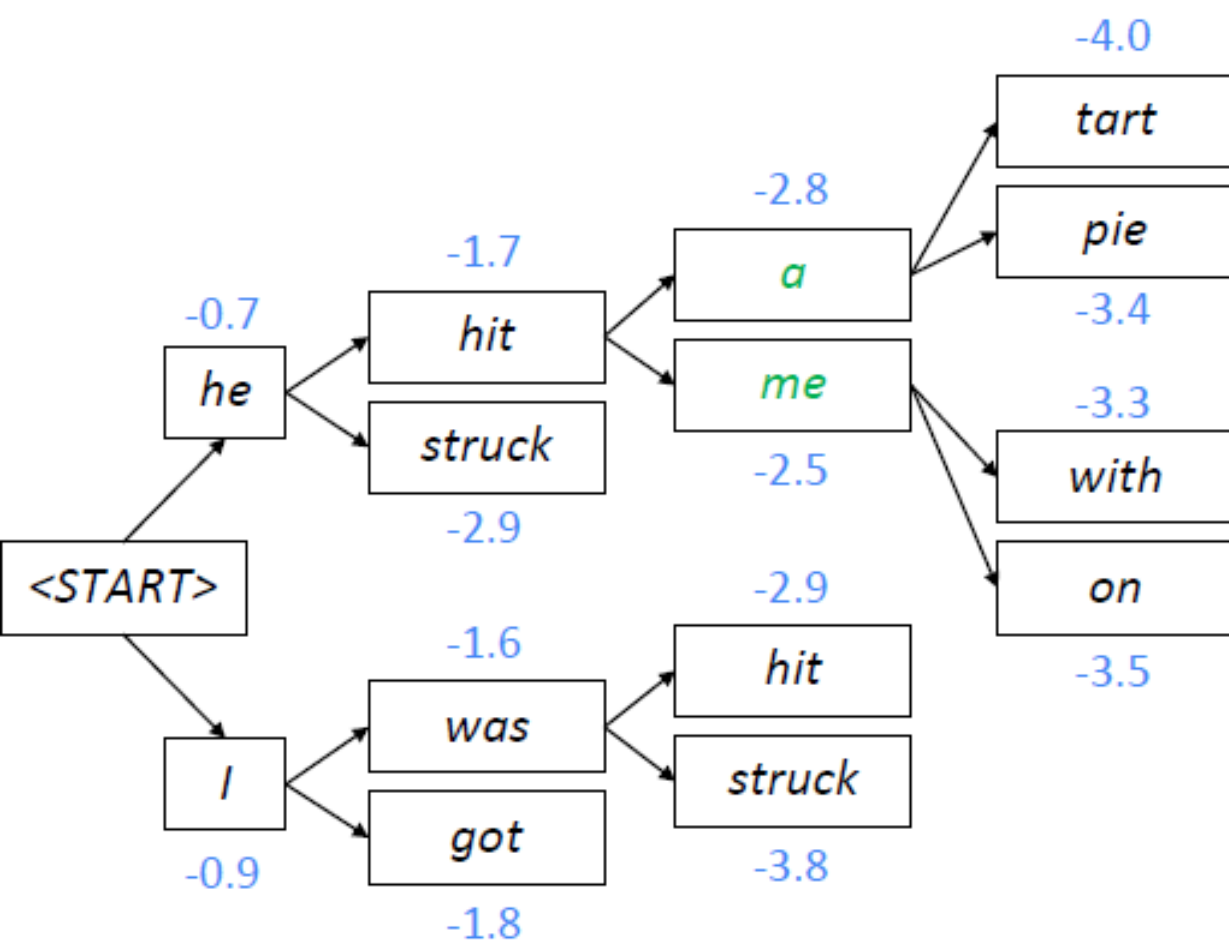 -4.0
tart
-2.8
pie
-1.7
a
-3.4
-0.7
hit
me
-3.3
he
struck
-2.5
with
-2.9
<START>
-2.9
on
-1.6
hit
-3.5
was
I
struck
got
-0.9
-3.8
-1.8